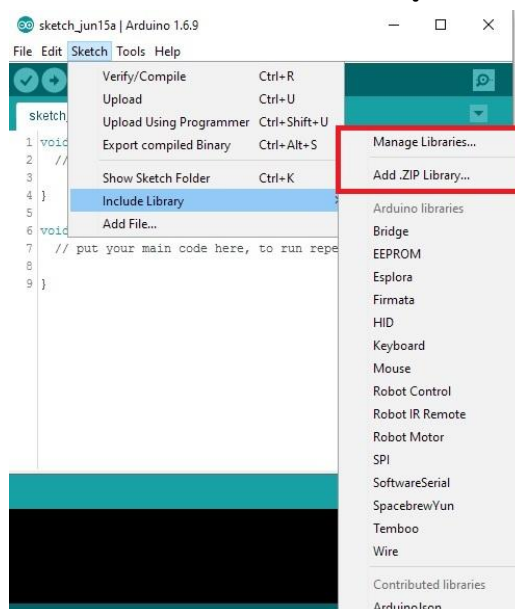 sketch_jun15a | Arduino 1.6.9
File Edit Sketch Tools Help
Verify/Compile Ctrl+R
Upload Ctrl+U
Upload Using Programmer Ctrl+Shift+U
Export compiled Binary Ctrl+Alt+S
Show Sketch Folder Ctrl+K
Include Library
Add File...
sketch
1 void
2 //
3
4 }
5
6 void
7 // put your main code here, to run repe
8
9 }
Manage Libraries...
Add .ZIP Library...
Arduino libraries
Bridge
EEPROM
Esplora
Firmata
HID
Keyboard
Mouse
Robot Control
Robot IR Remote
Robot Motor
SPI
SoftwareSerial
SpacebrewYun
Temboo
Wire
Contributed libraries
ArduinoJson